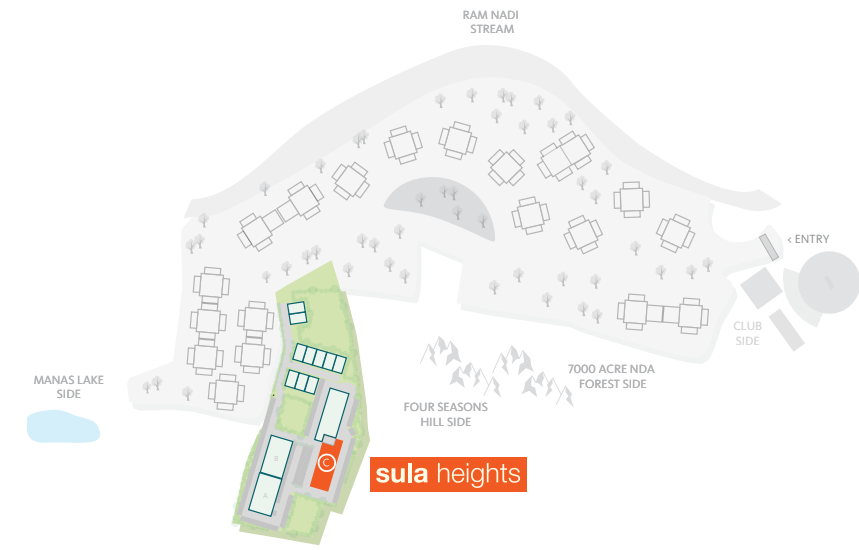 RAM NADI
STREAM
‹ ENTRY
CLUB
SIDE
7000 ACRE NDA
FOREST SIDE
MANAS LAKE
SIDE
FOUR SEASONS
HILL SIDE
C
sula heights